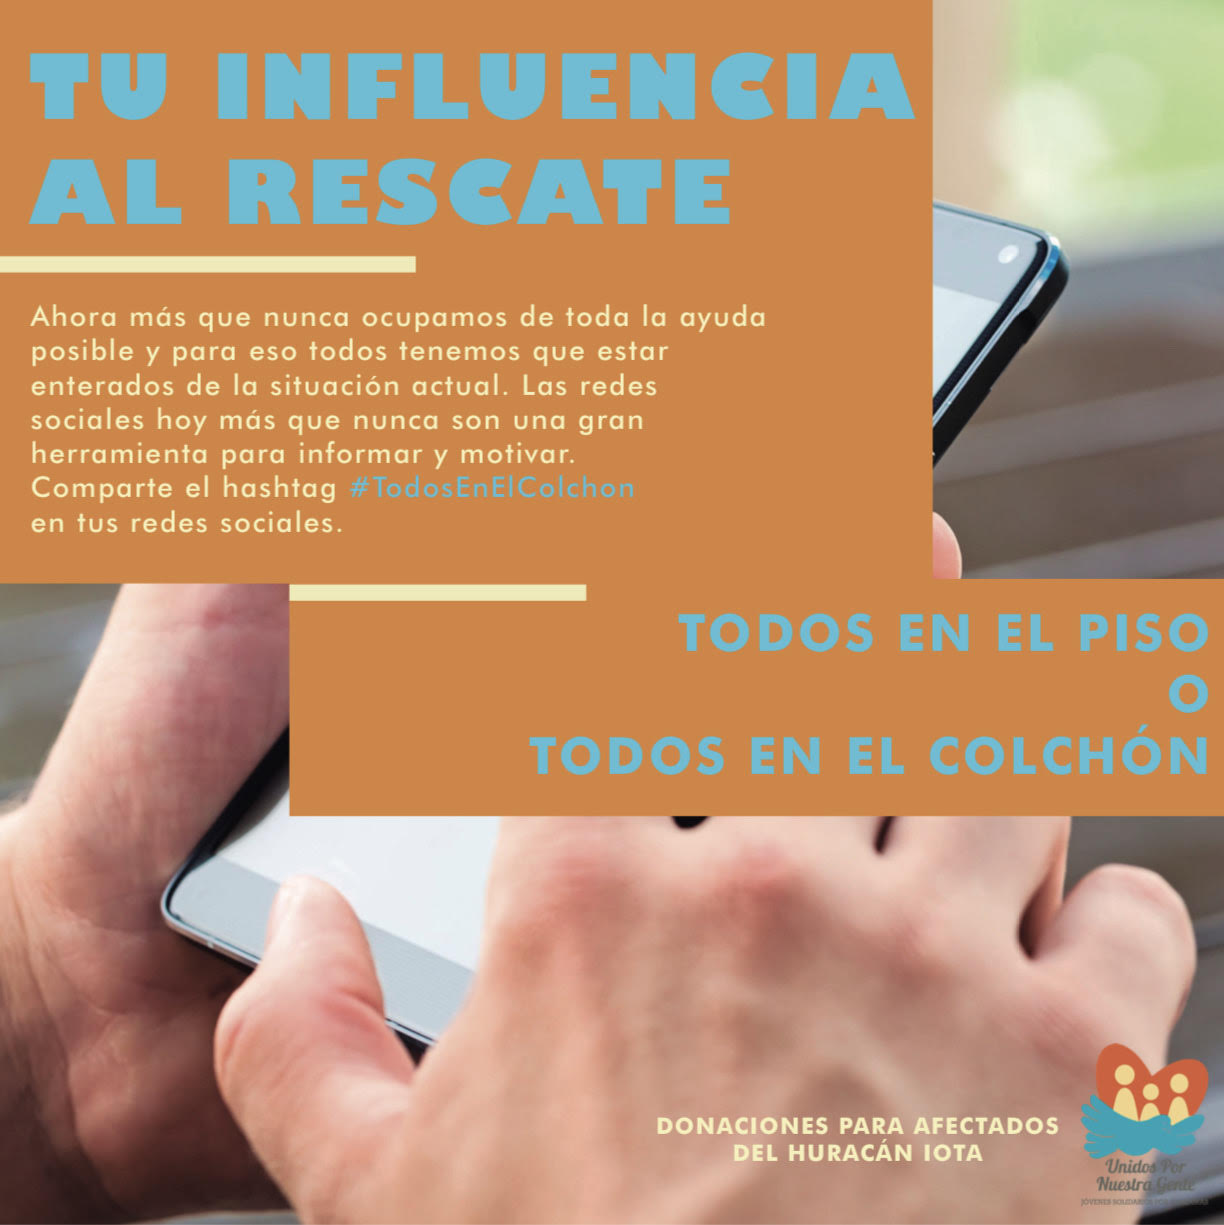 TU INFLUENCIA
AL RESCATE
Ahora más que nunca ocupamos de toda la ayuda
posible y para eso todos tenemos que estar
enterados de la situación actual. Las redes
sociales hoy más que nunca son una gran
herramienta para informar y motivar.
Comparte el hashtag #TodosEnElColchon
en tus redes sociales.
TODOS EN EL PISO
O
TODOS EN EL COLCHÓN
DONACIONES PARA AFECTADOS
DEL HURACÁN IOTA
Unidos Por
Nuestra Gente
JÓVENES SOLIDARIOS POR